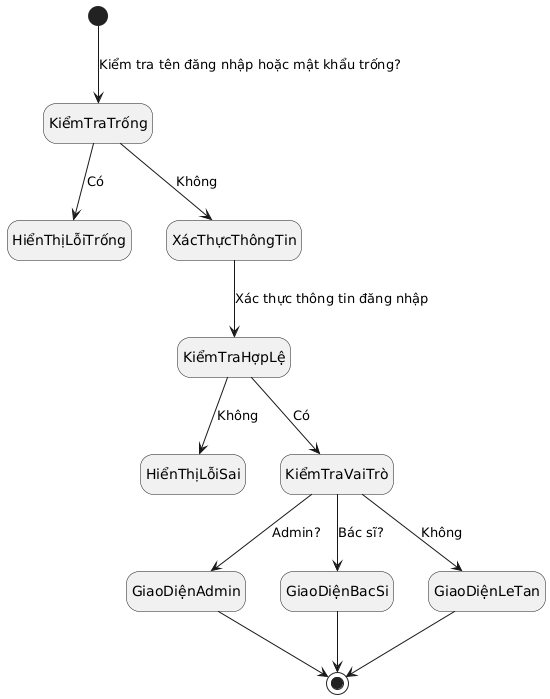 Kiểm tra tên đăng nhập hoặc mật khẩu trống?
KiểmTraTrống
Có
Không
HiểnThịLỗiTrống
XácThựcThôngTin
Xác thực thông tin đăng nhập
KiểmTraHợpLệ
Không
Có
HiểnThịLỗiSai
KiểmTraVaiTrò
Admin?
Bác sĩ?
Không
GiaoDiệnAdmin
GiaoDiệnBacSi
GiaoDiệnLeTan